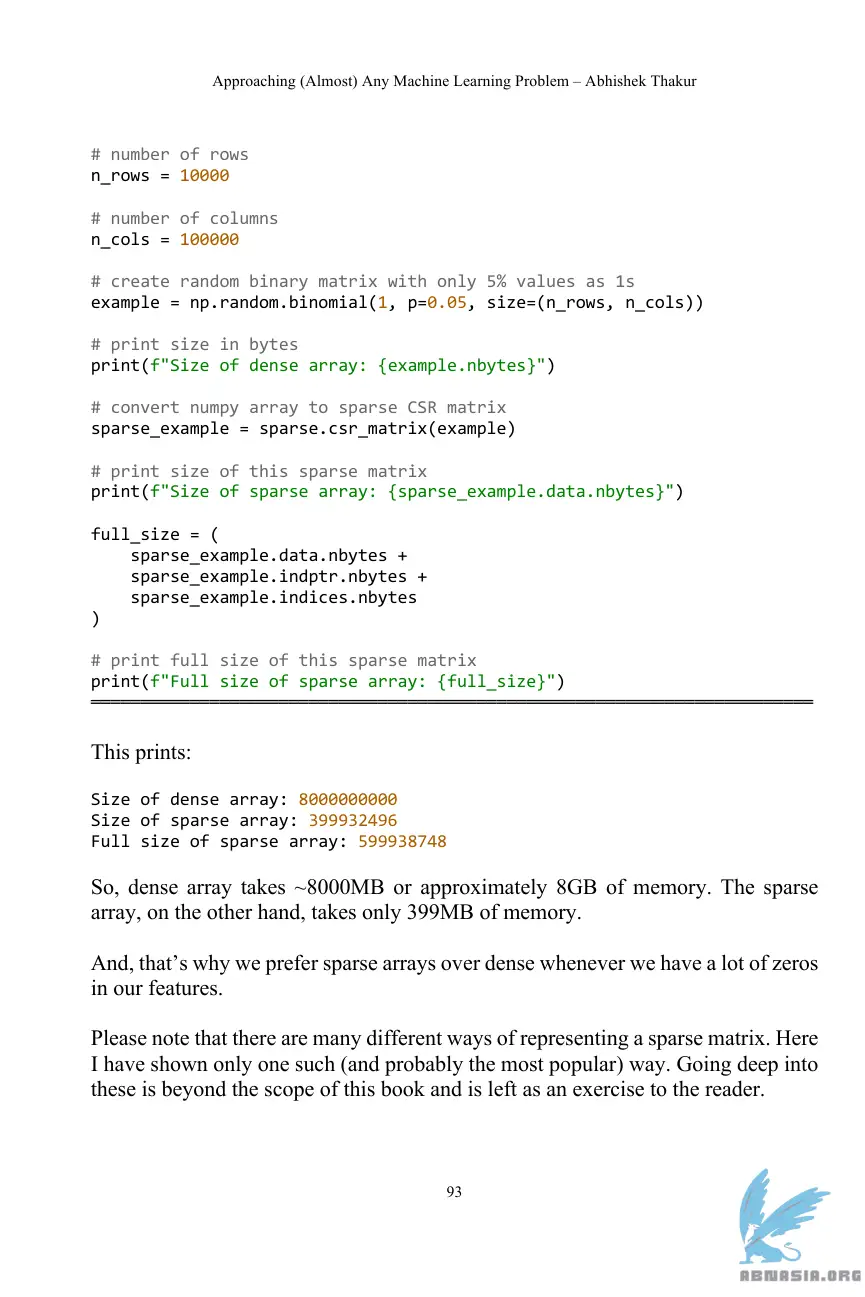 Approaching (Almost) Any Machine Learning Problem – Abhishek Thakur
# number of rows
n_rows = 10000
# number of columns
n_cols = 100000
# create random binary matrix with only 5% values as 1s
example = np.random.binomial(1, p=0.05, size=(n_rows, n_cols))
# print size in bytes
print(f"Size of dense array: {example.nbytes}")
# convert numpy array to sparse CSR matrix
sparse_example = sparse.csr_matrix(example)
# print size of this sparse matrix
print(f"Size of sparse array: {sparse_example.data.nbytes}")
full_size = (
    sparse_example.data.nbytes +
    sparse_example.indptr.nbytes +
    sparse_example.indices.nbytes
)
# print full size of this sparse matrix
print(f"Full size of sparse array: {full_size}")
This prints:
Size of dense array: 8000000000
Size of sparse array: 399932496
Full size of sparse array: 599938748
So, dense array takes ~8000MB or approximately 8GB of memory. The sparse
array, on the other hand, takes only 399MB of memory.
And, that’s why we prefer sparse arrays over dense whenever we have a lot of zeros
in our features.
Please note that there are many different ways of representing a sparse matrix. Here
I have shown only one such (and probably the most popular) way. Going deep into
these is beyond the scope of this book and is left as an exercise to the reader.
93
ABNASIA.ORG